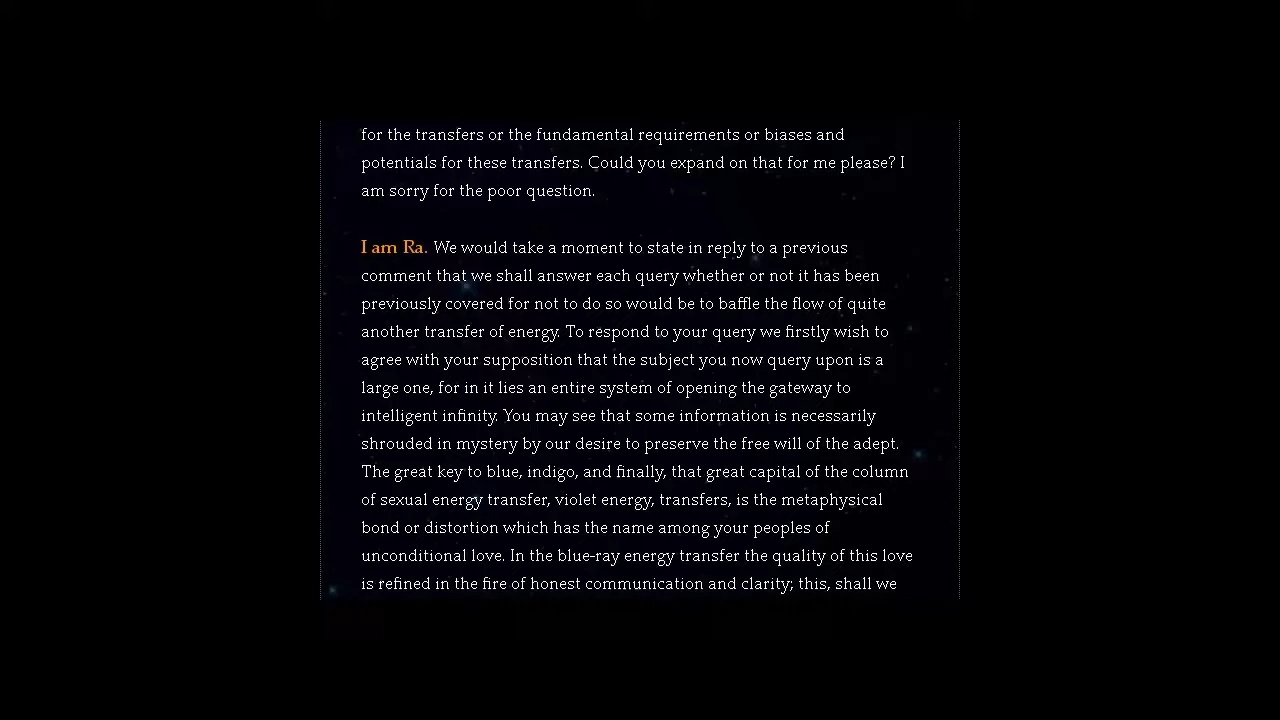 for the transfers or the fundamental requirements or biases and
potentials for these transfers. Could you expand on that for me please? I
am sorry for the poor question.
I am Ra. We would take a moment to state in reply to a previous
comment that we shall answer each query whether or not it has been
previously covered for not to do so would be to baffle the flow of quite
another transfer of energy. To respond to your query we firstly wish to
agree with your supposition that the subject you now query upon is a
large one, for in it lies an entire system of opening the gateway to
intelligent infinity. You may see that some information is necessarily
shrouded in mystery by our desire to preserve the free will of the adept.
The great key to blue, indigo, and finally, that great capital of the column
of sexual energy transfer, violet energy, transfers, is the metaphysical
bond or distortion which has the name among your peoples of
unconditional love. In the blue-ray energy transfer the quality of this love
is refined in the fire of honest communication and clarity; this, shall we